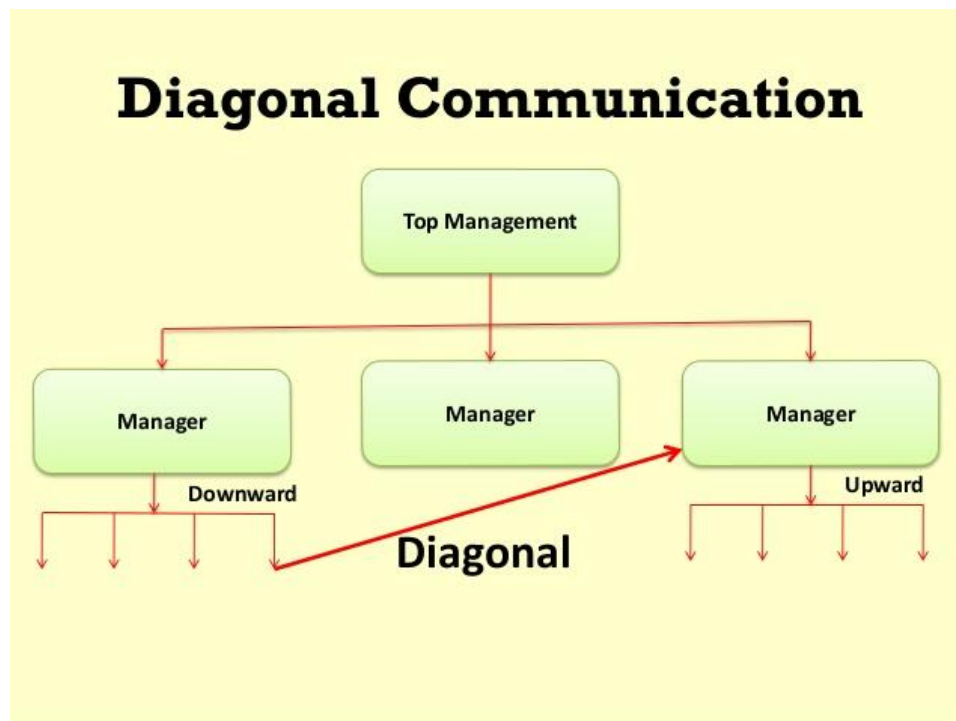 Diagonal Communication
Top Management
Manager
Manager
Manager
Downward
Upward
Diagonal